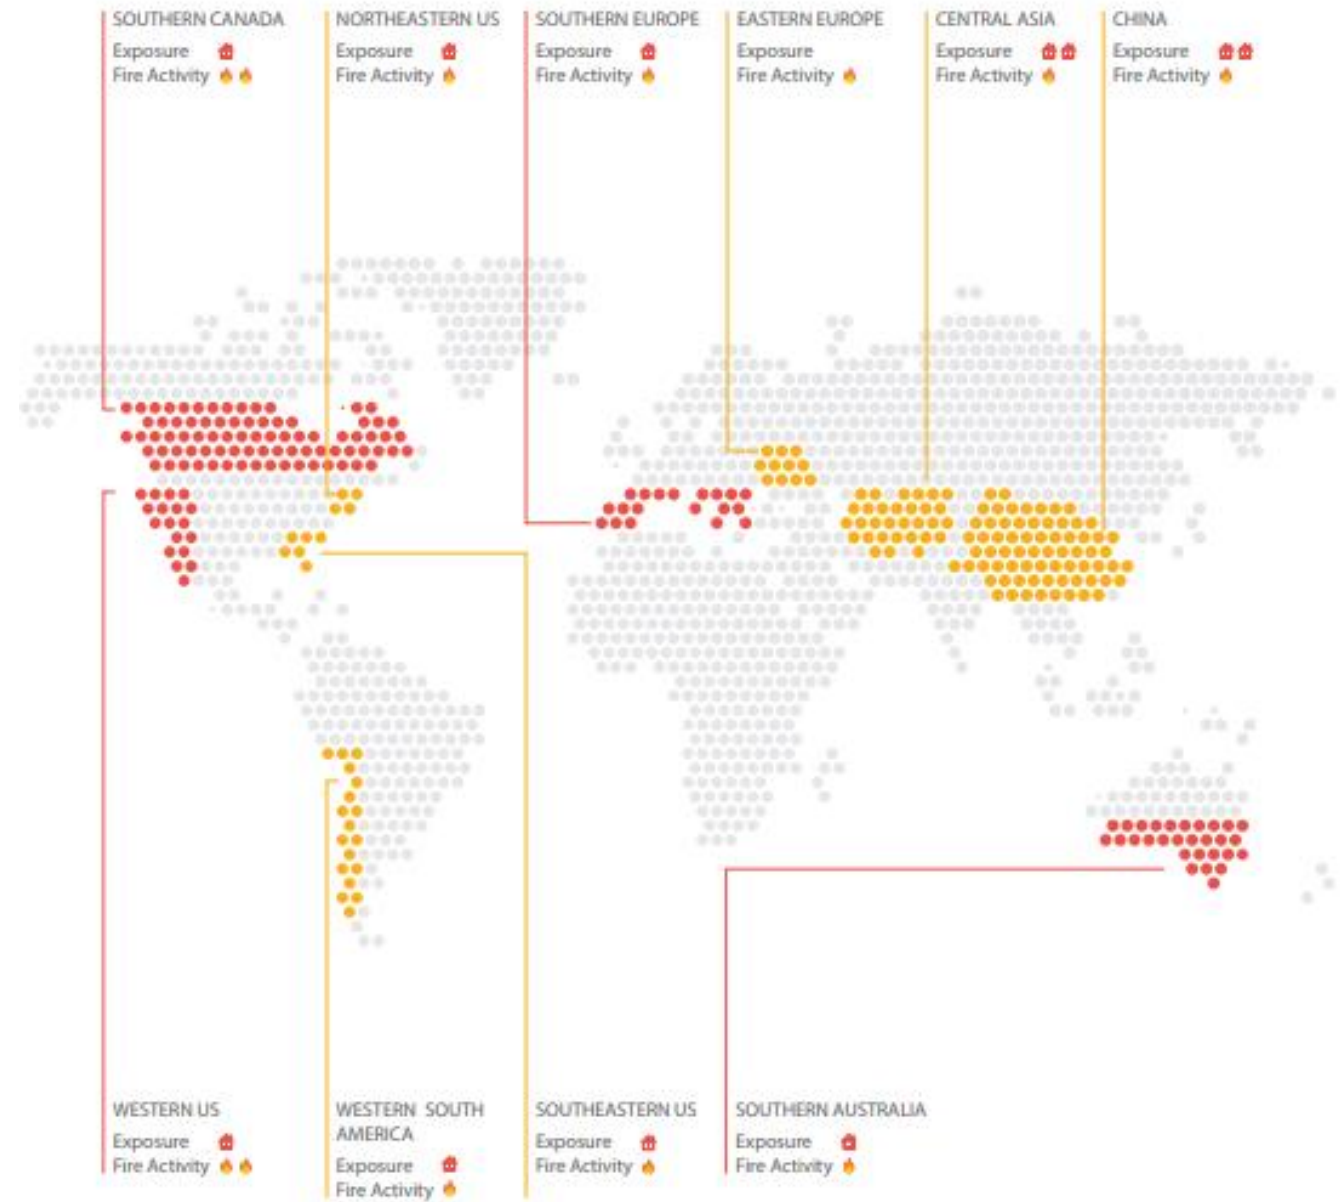 SOUTHERN CANADA
Exposure
Fire Activity
NORTHEASTERN US
Exposure
Fire Activity
SOUTHERN EUROPE
Exposure
Fire Activity
EASTERN EUROPE
Exposure
Fire Activity
CENTRAL ASIA
Exposure
Fire Activity
CHINA
Exposure
Fire Activity
WESTERN US
Exposure
Fire Activity
WESTERN SOUTH
AMERICA
Exposure
Fire Activity
SOUTHEASTERN US
Exposure
Fire Activity
SOUTHERN AUSTRALIA
Exposure
Fire Activity